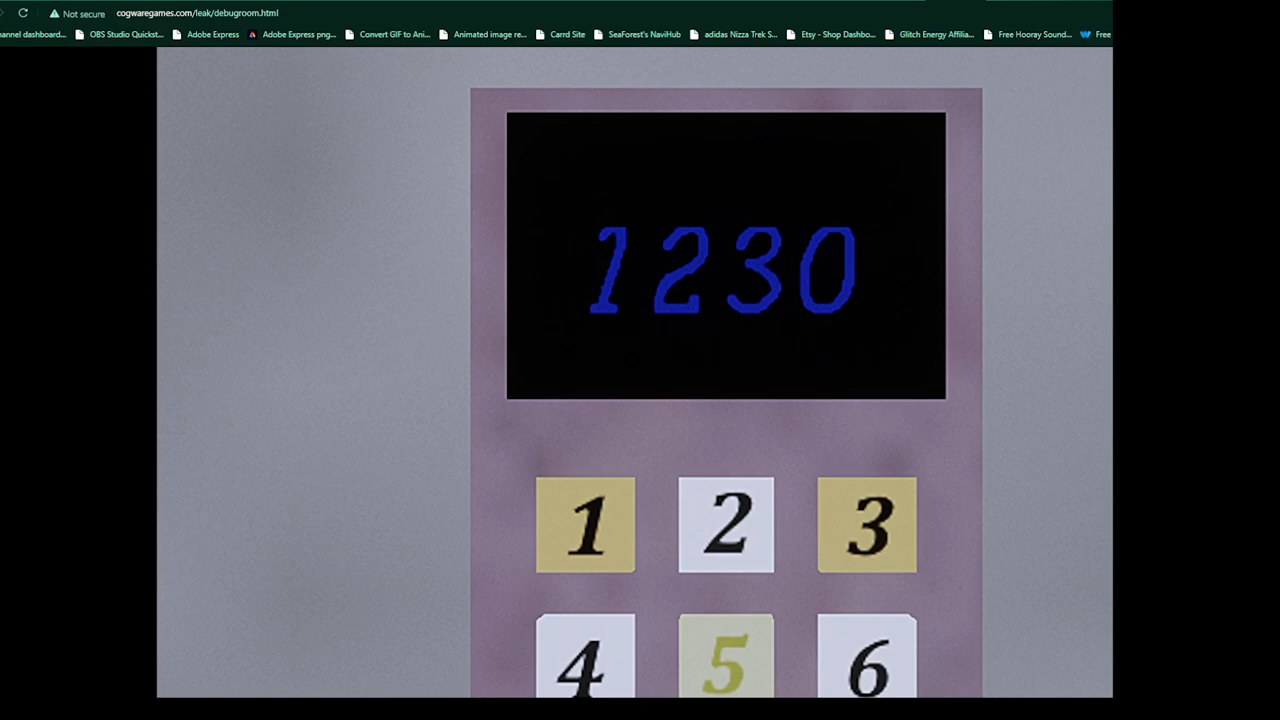 Not secure cogwaregames.com/leak/debugroom.html
hannel dashboard... OBS Studio Quickst... Adobe Express Adobe Express png... Convert GIF to Ani... Animated image re... Carrd Site SeaForest's NaviHub adidas Nizza Trek S... Etsy - Shop Dashbo... Glitch Energy Affilia... Free Hooray Sound... Free
1230
1 2 3
4 5 6